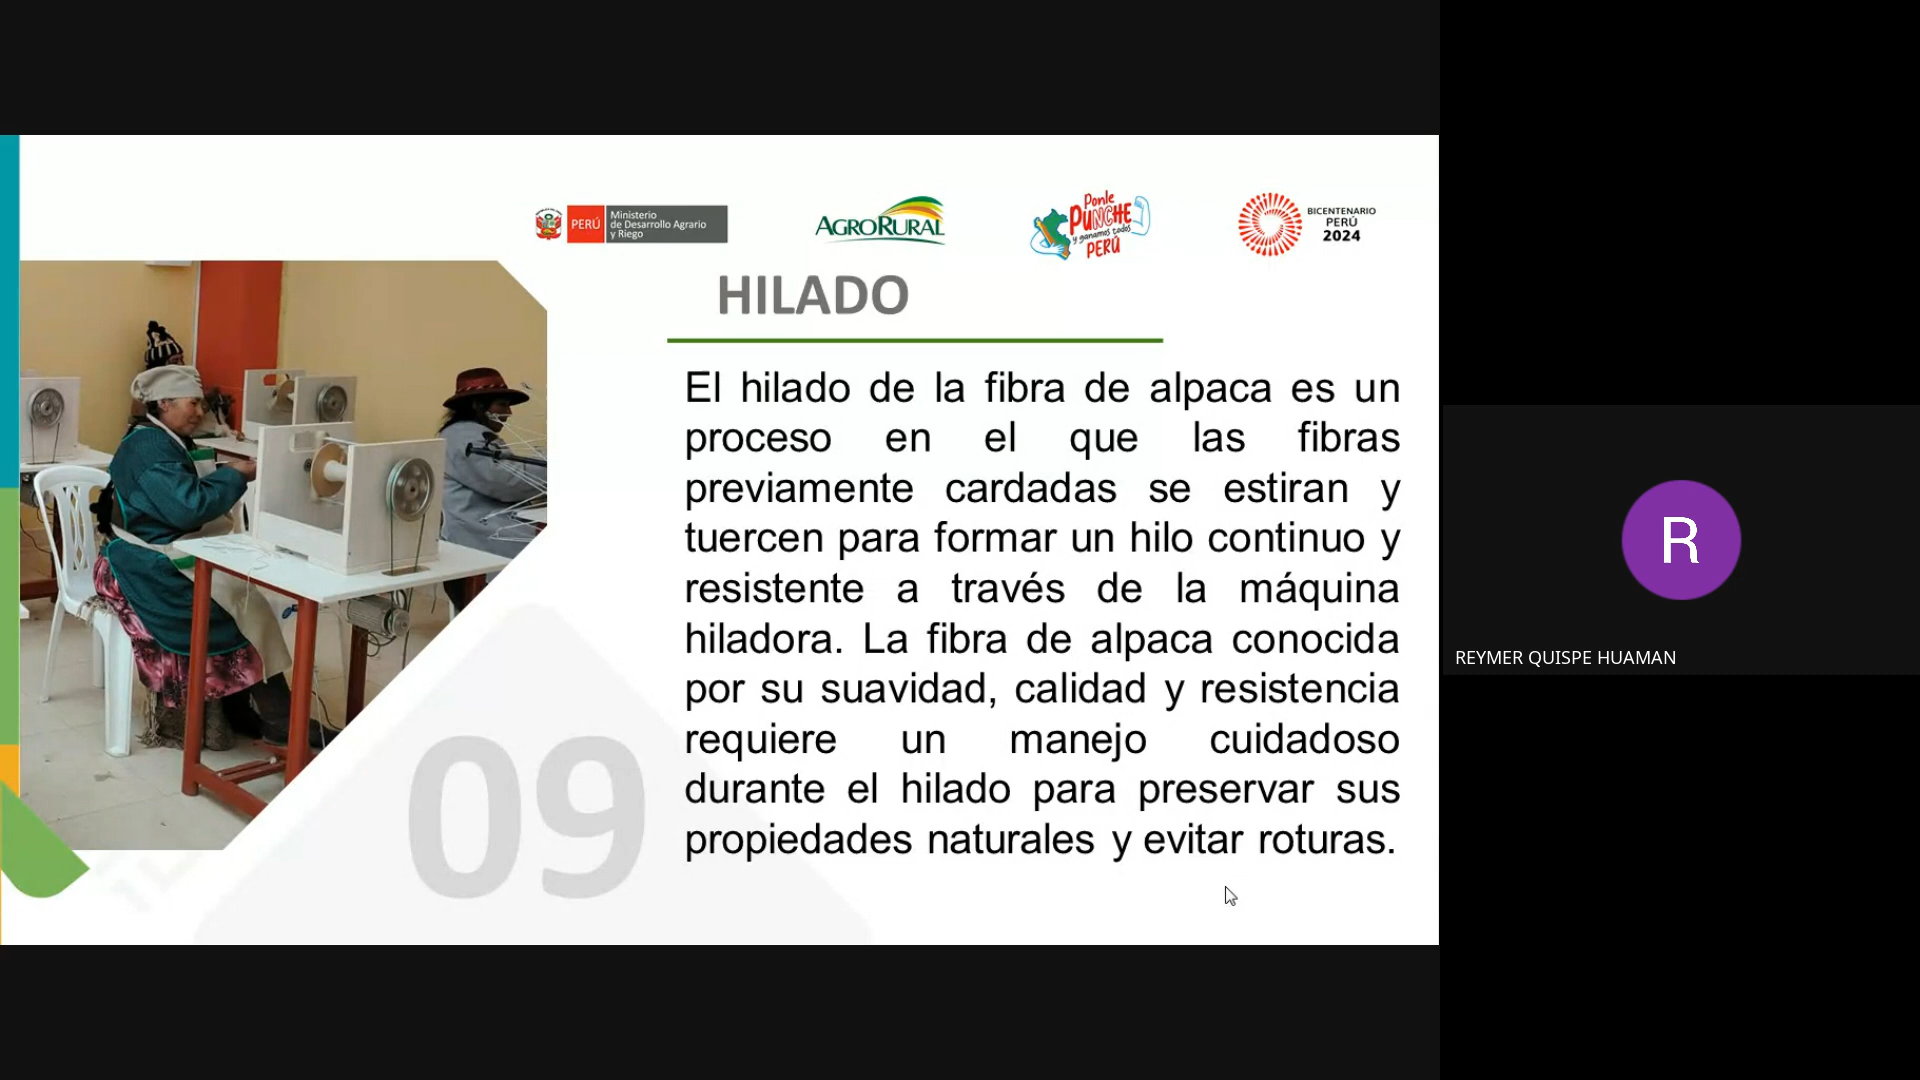 PERÚ
Ministerio
de Desarrollo Agrario
y Riego
AGRORURAL
Ponle
PUNCHE
y ganamos todos
PERÚ
BICENTENARIO
PERÚ
2024
HILADO
El hilado de la fibra de alpaca es un
proceso en el que las fibras
previamente cardadas se estiran y
tuercen para formar un hilo continuo y
resistente a través de la máquina
hiladora. La fibra de alpaca conocida
por su suavidad, calidad y resistencia
requiere un manejo cuidadoso
durante el hilado para preservar sus
propiedades naturales y evitar roturas.
09
R
REYMER QUISPE HUAMAN